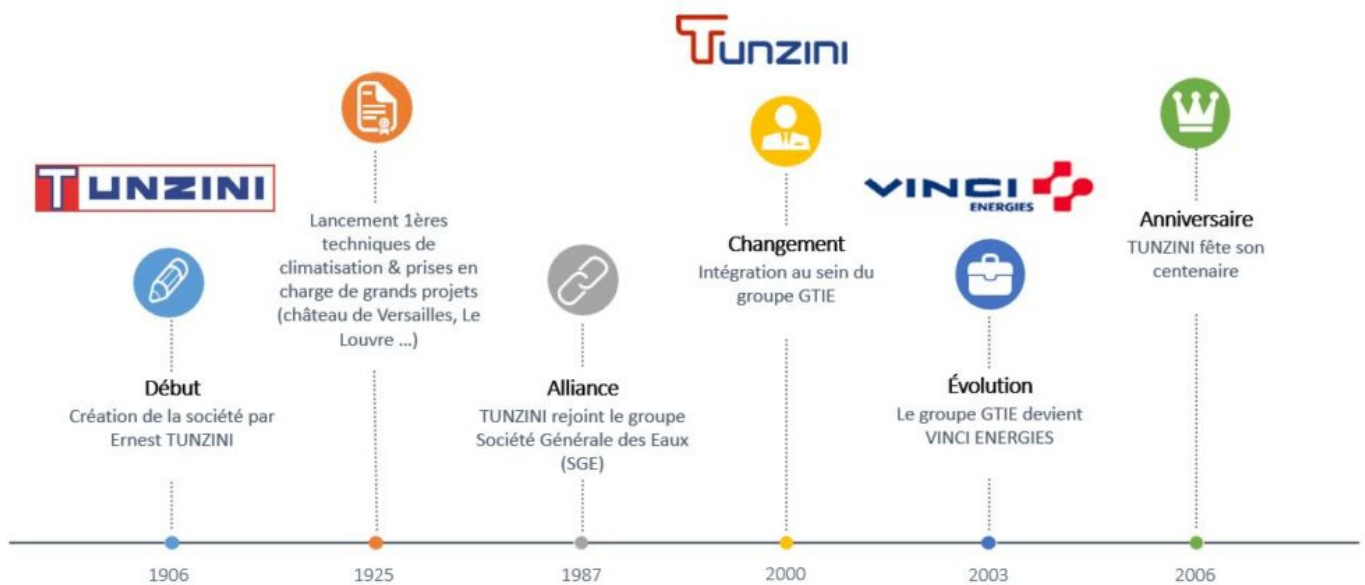 TUNZINI
Début
Création de la société par
Ernest TUNZINI
1906
Lancement 1ères
techniques de
climatisation & prises en
charge de grands projets
(château de Versailles, Le
Louvre ...)
1925
Alliance
TUNZINI rejoint le groupe
Société Générale des Eaux
(SGE)
1987
TUNZINI
Changement
Intégration au sein du
groupe GTIE
2000
VINCI
ENERGIES
Évolution
Le groupe GTIE devient
VINCI ENERGIES
2003
Anniversaire
TUNZINI fête son
centenaire
2006